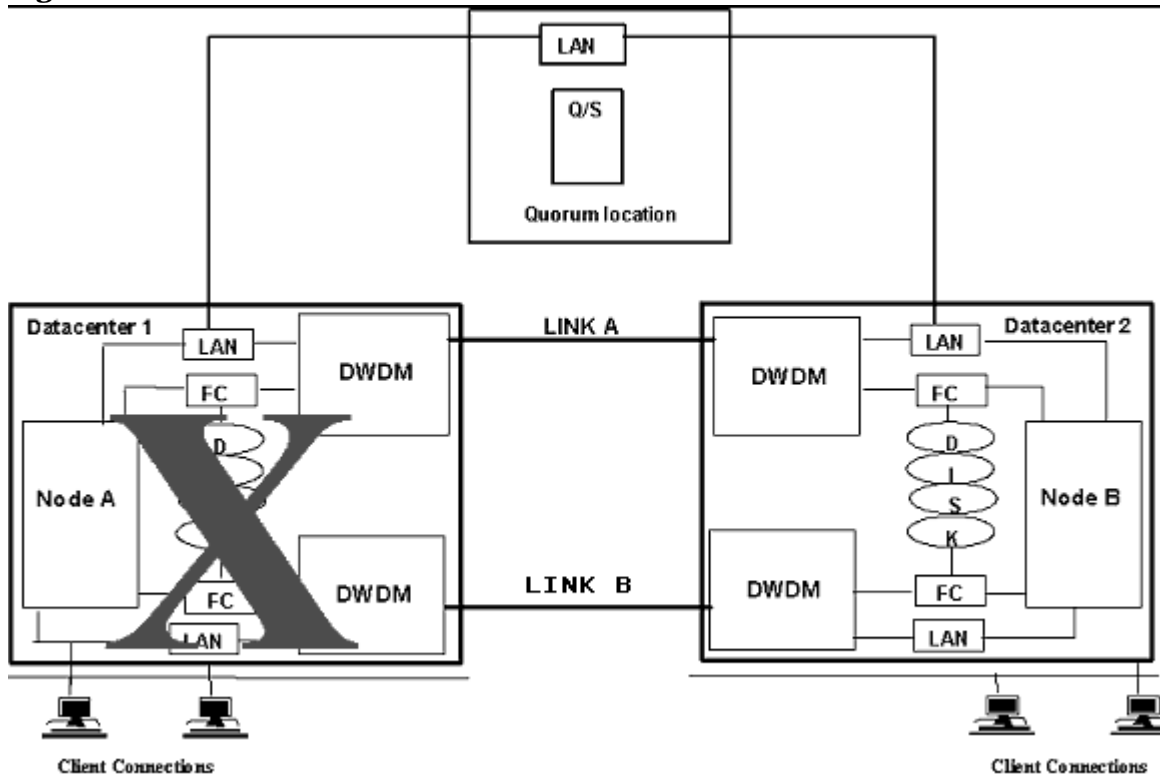 LAN
Q/S
Quorum location
Datacenter 1
LAN
DWDM
FC
D
Node A
DWDM
FC
LAN
LINK A
LINK B
Datacenter 2
DWDM
LAN
FC
D
I
S
K
Node B
DWDM
FC
LAN
X
Client Connections
Client Connections